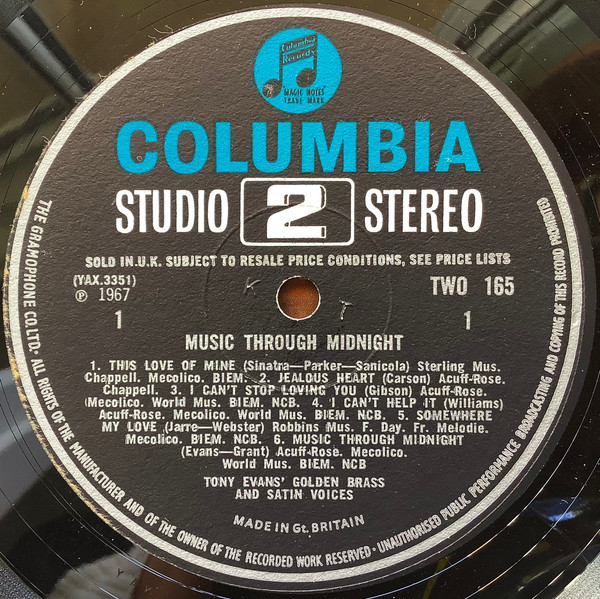 Columbia
Records
"MAGIC NOTES"
TRADE MARK
COLUMBIA
STUDIO 2 STEREO
SOLD IN U.K. SUBJECT TO RESALE PRICE CONDITIONS, SEE PRICE LISTS
(YAX.3351)
℗ 1967
TWO 165
1
1
MUSIC THROUGH MIDNIGHT
1. THIS LOVE OF MINE (Sinatra—Parker—Sanicola) Sterling Mus.
Chappell. Mecolico. BIEM. 2. JEALOUS HEART (Carson) Acuff-Rose.
Chappell. 3. I CAN'T STOP LOVING YOU (Gibson) Acuff-Rose.
Mecolico. World Mus. BIEM. NCB. 4. I CAN'T HELP IT (Williams)
Acuff-Rose. Mecolico. World Mus. BIEM. NCB. 5. SOMEWHERE
MY LOVE (Jarre—Webster) Robbins Mus. F. Day. Fr. Melodie.
Mecolico. BIEM. NCB. 6. MUSIC THROUGH MIDNIGHT
(Evans—Grant) Acuff-Rose. Mecolico.
World Mus. BIEM. NCB
TONY EVANS' GOLDEN BRASS
AND SATIN VOICES
MADE IN Gt. BRITAIN
THE GRAMOPHONE CO. LTD · ALL RIGHTS OF THE MANUFACTURER AND OF THE OWNER OF THE RECORDED WORK RESERVED · UNAUTHORISED PUBLIC PERFORMANCE BROADCASTING AND COPYING OF THIS RECORD PROHIBITED
K T